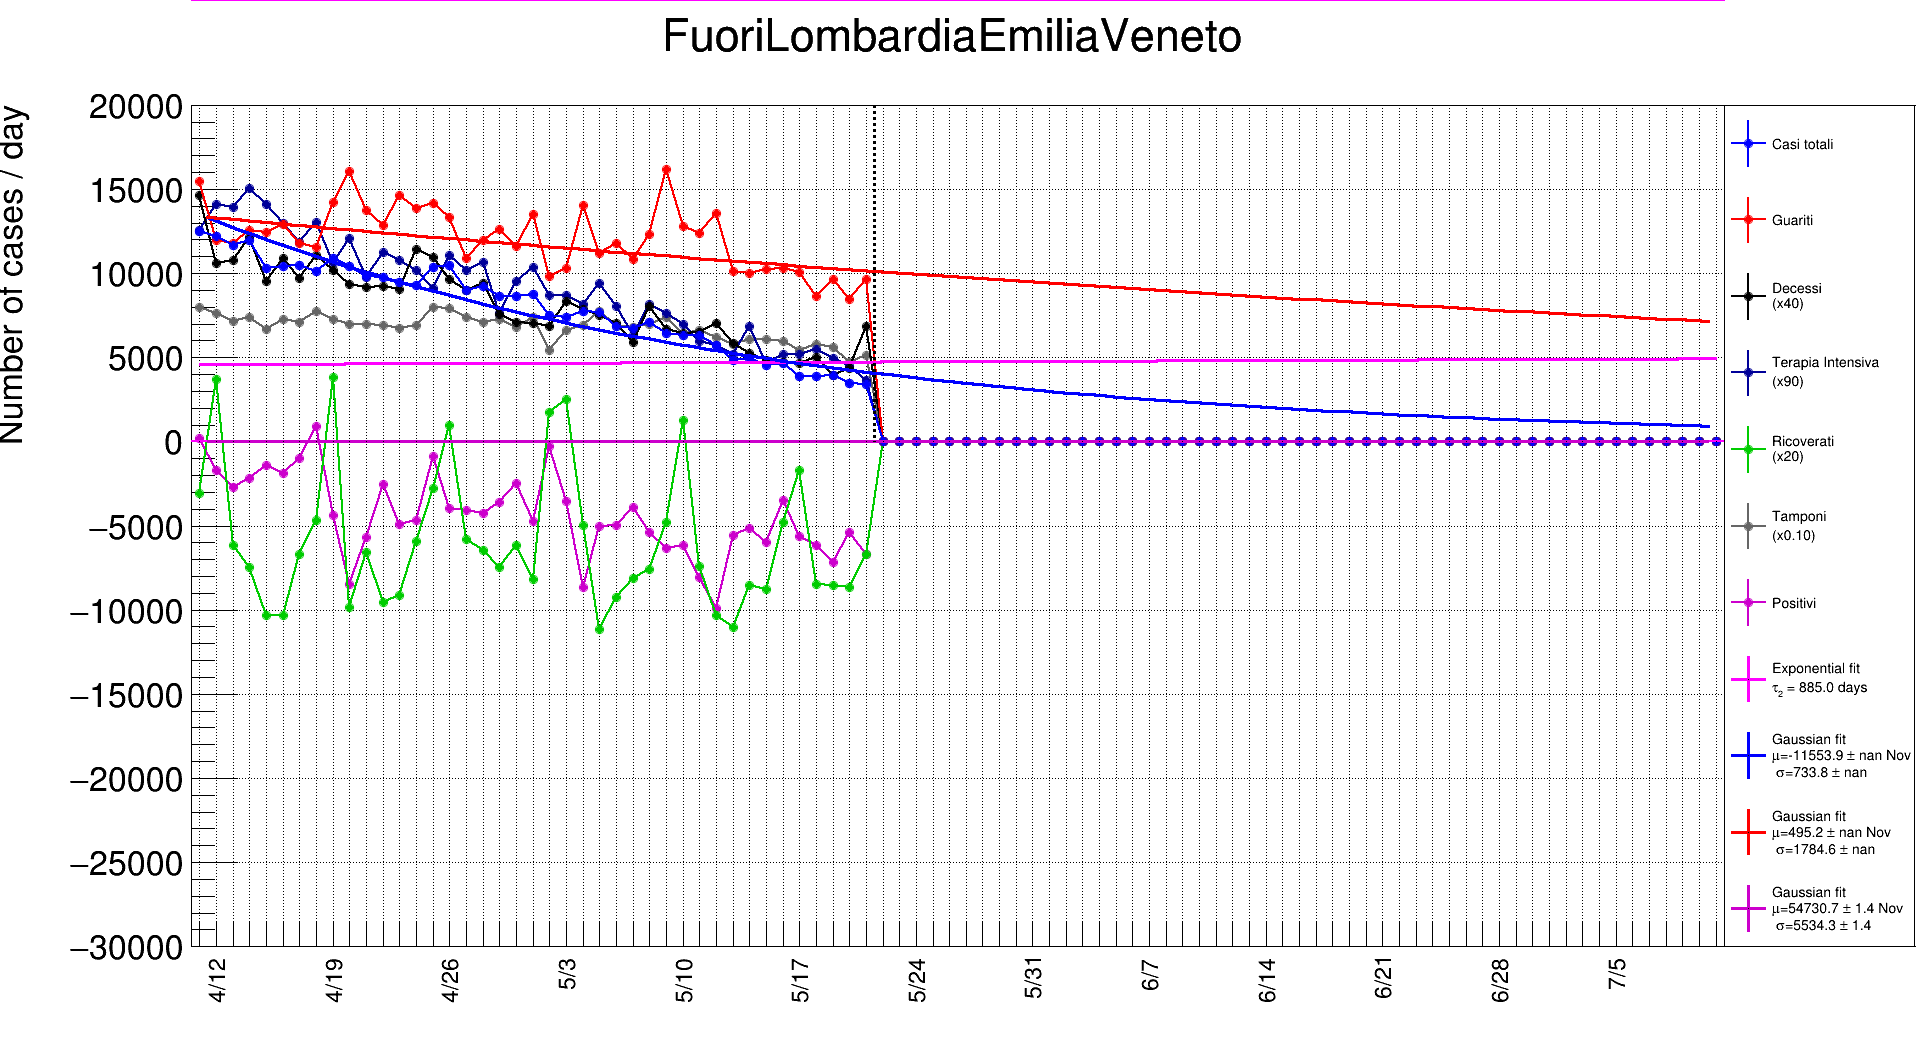 FuoriLombardiaEmiliaVeneto
Number of cases / day
20000
15000
10000
5000
0
−5000
−10000
−15000
−20000
−25000
−30000
4/12
4/19
4/26
5/3
5/10
5/17
5/24
5/31
6/7
6/14
6/21
6/28
7/5
Casi totali
Guariti
Decessi
(x40)
Terapia Intensiva
(x90)
Ricoverati
(x20)
Tamponi
(x0.10)
Positivi
Exponential fit
τ2 = 885.0 days
Gaussian fit
μ=-11553.9 ± nan Nov
σ=733.8 ± nan
Gaussian fit
μ=495.2 ± nan Nov
σ=1784.6 ± nan
Gaussian fit
μ=54730.7 ± 1.4 Nov
σ=5534.3 ± 1.4